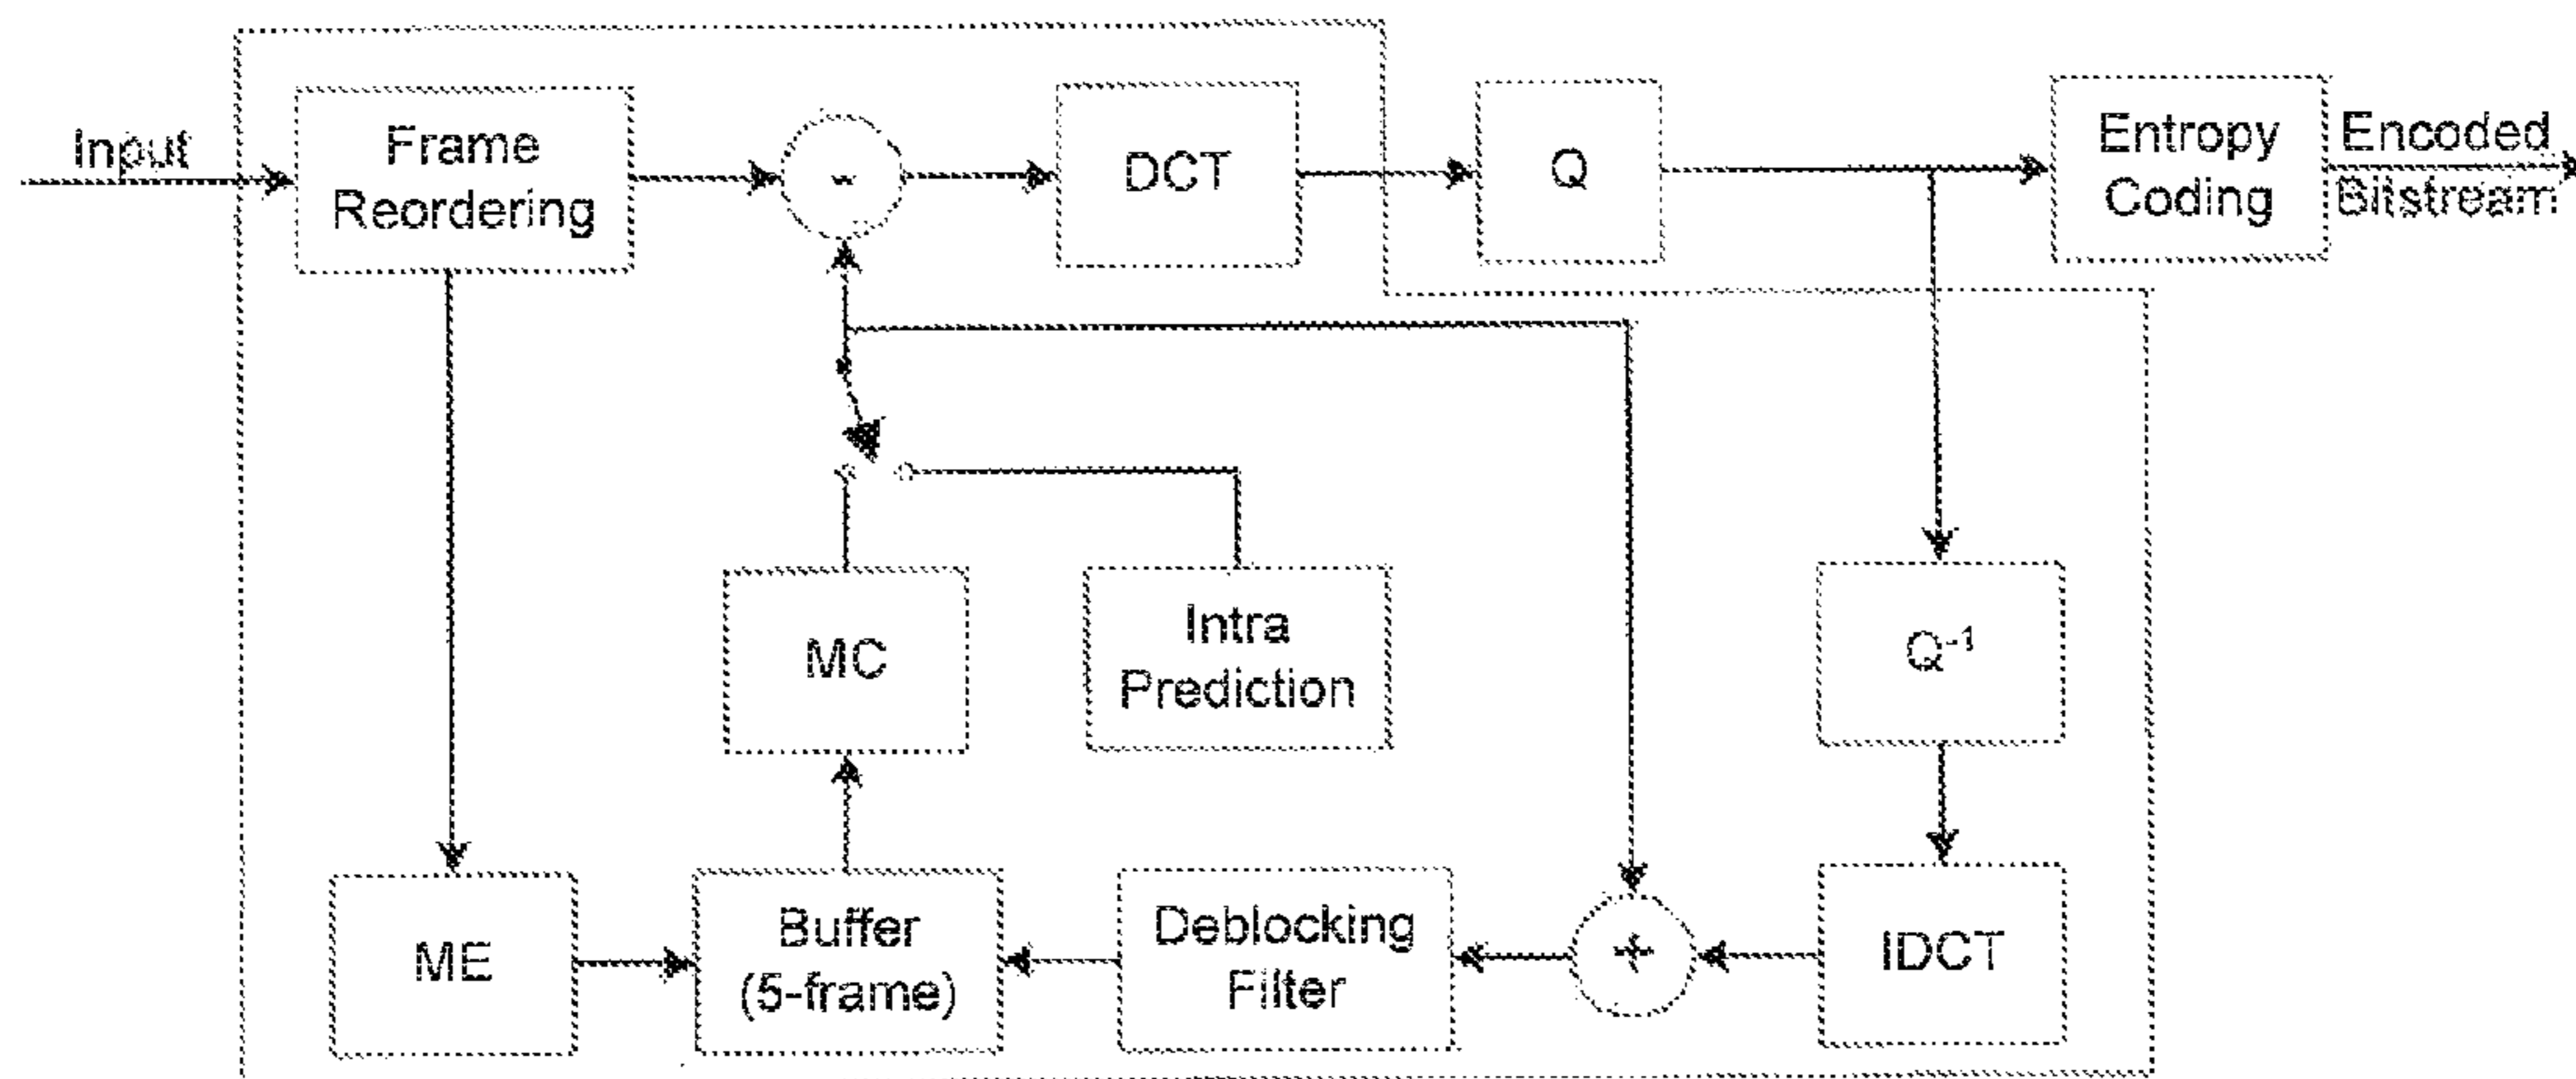 Input
Frame
Reordering
-
DCT
Q
Entropy
Coding
Encoded
Bitstream
MC
Intra
Prediction
Q-1
ME
Buffer
(5-frame)
Deblocking
Filter
+
IDCT